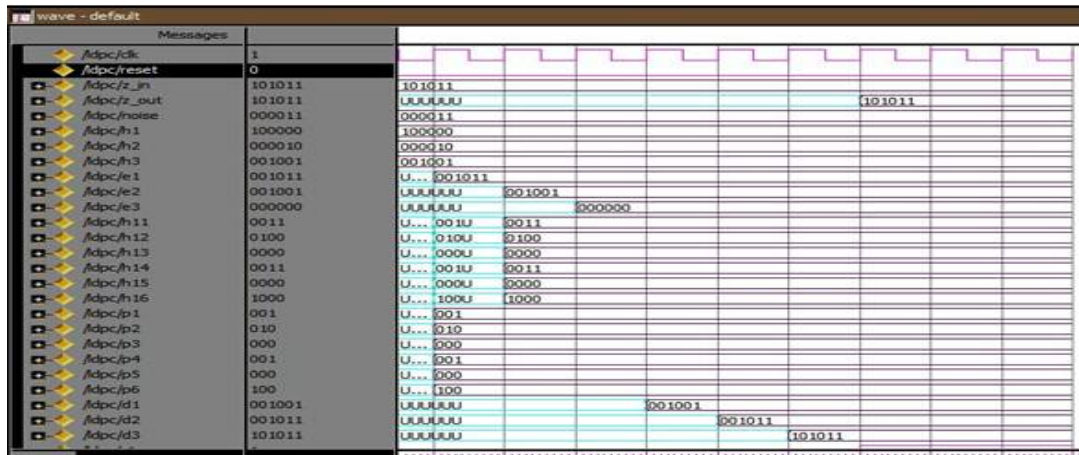 wave - default
Messages
/ldpc/clk 1
/ldpc/reset 0
/ldpc/z_in 101011 101011
/ldpc/z_out 101011 UUUUUU 101011
/ldpc/noise 000011 000011
/ldpc/h1 100000 100000
/ldpc/h2 000010 000010
/ldpc/h3 001001 001001
/ldpc/e1 001011 U... 001011
/ldpc/e2 001001 UUUUUU 001001
/ldpc/e3 000000 UUUUUU 000000
/ldpc/h11 0011 U... 001U 0011
/ldpc/h12 0100 U... 010U 0100
/ldpc/h13 0000 U... 000U 0000
/ldpc/h14 0011 U... 001U 0011
/ldpc/h15 0000 U... 000U 0000
/ldpc/h16 1000 U... 100U 1000
/ldpc/p1 001 U... 001
/ldpc/p2 010 U... 010
/ldpc/p3 000 U... 000
/ldpc/p4 001 U... 001
/ldpc/p5 000 U... 000
/ldpc/p6 100 U... 100
/ldpc/d1 001001 UUUUUU 001001
/ldpc/d2 001011 UUUUUU 001011
/ldpc/d3 101011 UUUUUU 101011